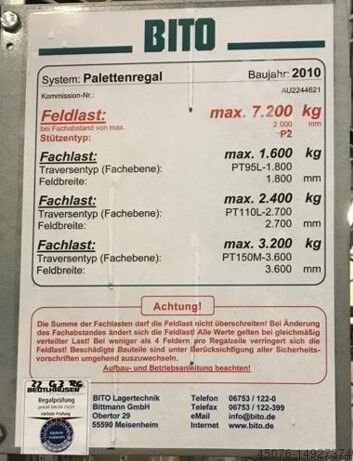 BITO
System: Palettenregal Baujahr: 2010
Kommission-Nr.: AU2244621
Feldlast: max. 7.200 kg
bei Fachabstand von max. 2.000 mm
Stützentyp: P2
Fachlast: max. 1.600 kg
Traversentyp (Fachebene): PT95L-1.800
Feldbreite: 1.800 mm
Fachlast: max. 2.400 kg
Traversentyp (Fachebene): PT110L-2.700
Feldbreite: 2.700 mm
Fachlast: max. 3.200 kg
Traversentyp (Fachebene): PT150M-3.600
Feldbreite: 3.600 mm
Achtung!
Die Summe der Fachlasten darf die Feldlast nicht überschreiten! Bei Änderung
des Fachabstandes ändert sich die Feldlast! Alle Werte gelten bei gleichmäßig
verteilter Last! Bei weniger als 4 Feldern pro Regalzeile verringert sich die
Feldlast! Beschädigte Bauteile sind unter Berücksichtigung aller Sicherheits-
vorschriften umgehend auszuwechseln.
Aufbau- und Betriebsanleitung beachten!
Regalprüfung
nächste Prüfung
BITO Lagertechnik Telefon 06753 / 122-0
Bittmann GmbH Telefax 06753 / 122-399
Obertor 29 eMail info@bito.de
55590 Meisenheim Internet www.bito.de
45076-14927374